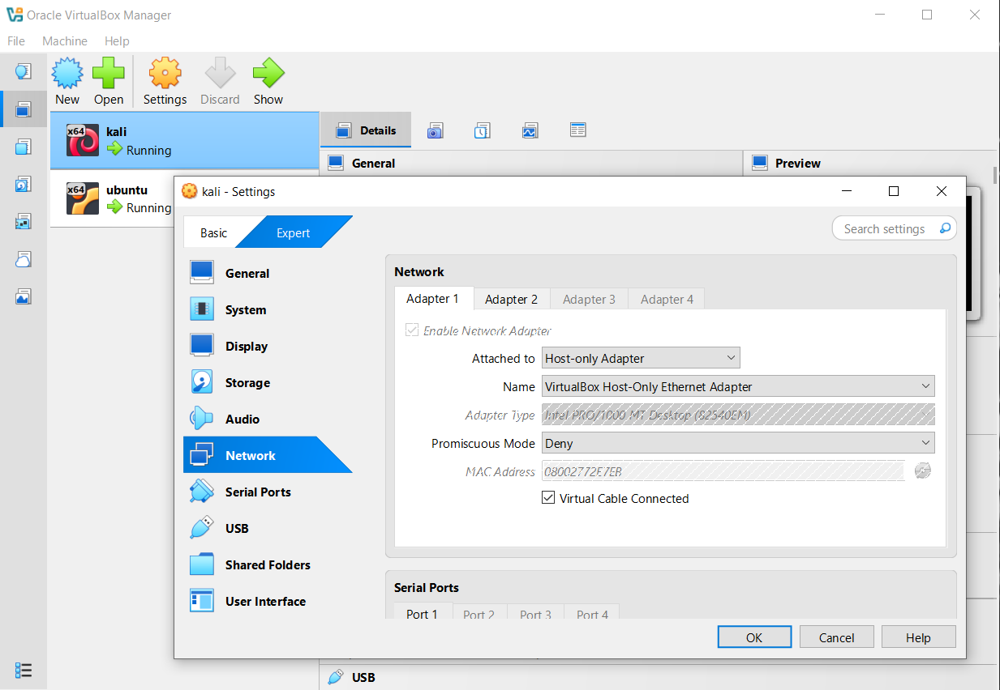 Oracle VirtualBox Manager
File Machine Help
New Open Settings Discard Show
x64 kali
Running
Details
General
Preview
x64 ubuntu
Running
kali - Settings
Basic Expert
Search settings
General
System
Display
Storage
Audio
Network
Serial Ports
USB
Shared Folders
User Interface
Network
Adapter 1 Adapter 2 Adapter 3 Adapter 4
Enable Network Adapter
Attached to Host-only Adapter
Name VirtualBox Host-Only Ethernet Adapter
Adapter Type Intel PRO/1000 MT Desktop (82540EM)
Promiscuous Mode Deny
MAC Address 08002772E7EB
Virtual Cable Connected
Serial Ports
Port 1 Port 2 Port 3 Port 4
OK Cancel Help
USB